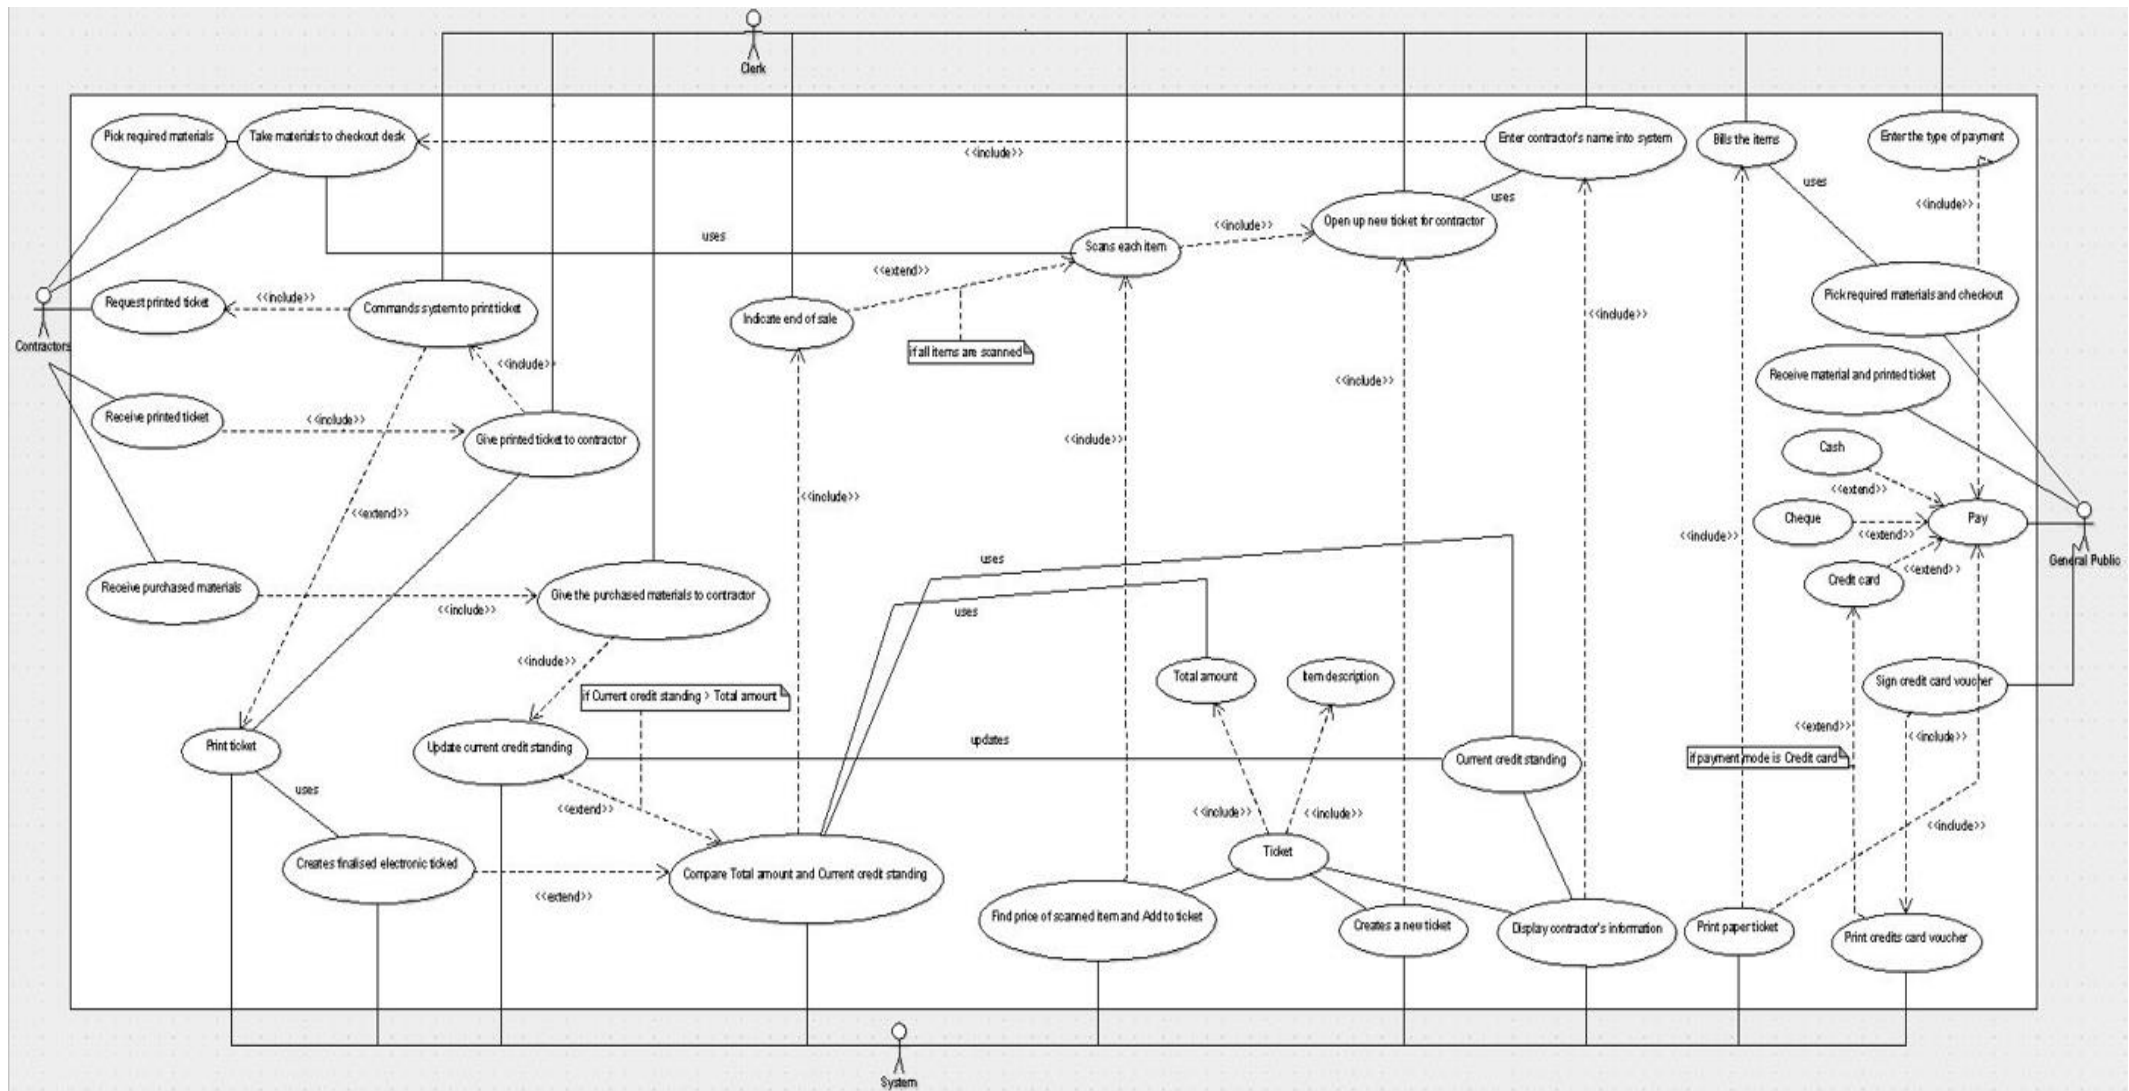 Clerk
Pick required materials
Take materials to checkout desk
Enter contractor's name into system
Bills the items
Enter the type of payment
<<include>>
uses
uses
<<include>>
Open up new ticket for contractor
<<include>>
uses
Scans each item
<<extend>>
Request printed ticket
<<include>>
Commands system to print ticket
Indicate end of sale
Pick required materials and checkout
<<include>>
Contractors
if all items are scanned
<<include>>
<<include>>
Receive material and printed ticket
Receive printed ticket
<<include>>
Give printed ticket to contractor
<<include>>
Cash
<<extend>>
<<include>>
<<extend>>
Cheque
Pay
<<extend>>
<<include>>
General Public
uses
<<extend>>
Credit card
Receive purchased materials
<<include>>
Give the purchased materials to contractor
uses
<<include>>
Total amount
Item description
Sign credit card voucher
if Current credit standing > Total amount
<<extend>>
<<include>>
Print ticket
Update current credit standing
updates
Current credit standing
if payment mode is Credit card
uses
<<extend>>
<<include>>
<<include>>
<<include>>
Creates finalised electronic ticked
Compare Total amount and Current credit standing
Ticket
<<extend>>
Find price of scanned item and Add to ticket
Creates a new ticket
Display contractor's information
Print paper ticket
Print credits card voucher
System